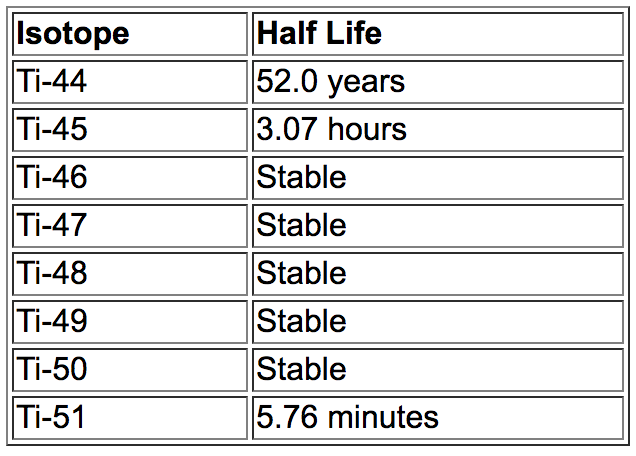 Isotope Half Life
Ti-44 52.0 years
Ti-45 3.07 hours
Ti-46 Stable
Ti-47 Stable
Ti-48 Stable
Ti-49 Stable
Ti-50 Stable
Ti-51 5.76 minutes